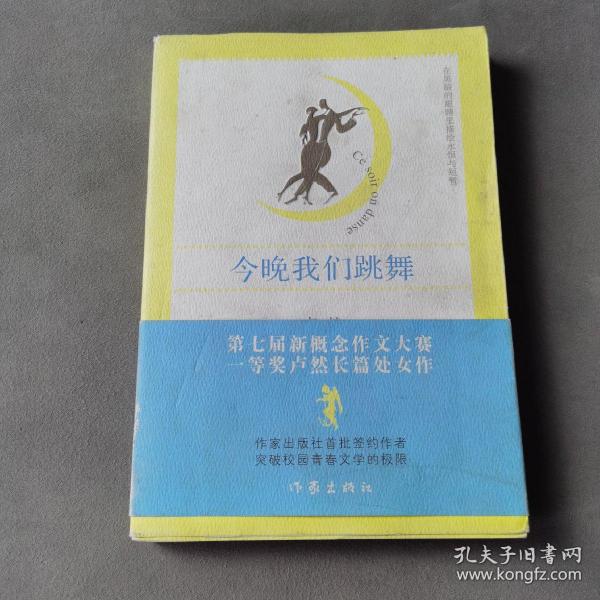 Ce soir on danse
今晚我们跳舞
第七届新概念作文大赛
一等奖卢然长篇处女作
作家出版社首批签约作者
突破校园青春文学的极限
作家出版社
孔夫子旧书网
www.kongfz.com